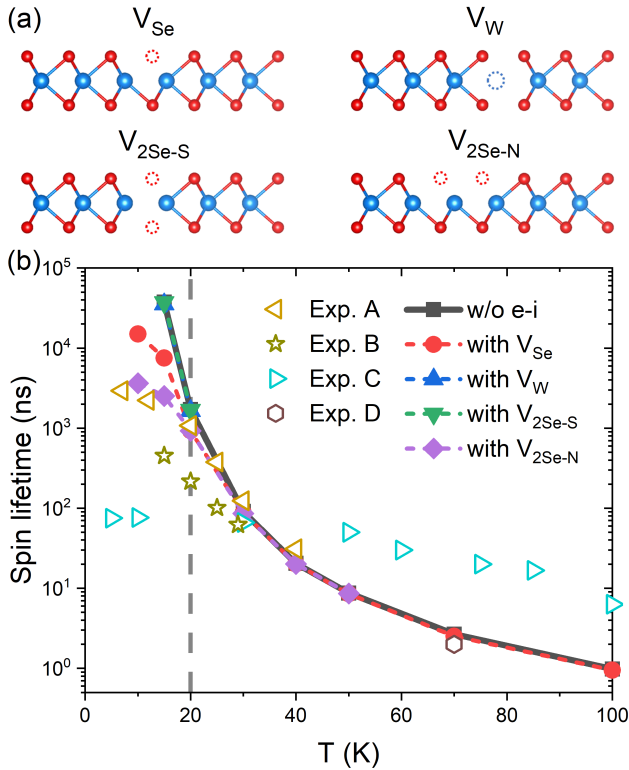 (a)
V_Se
V_W
V_2Se-S
V_2Se-N
(b)
10^5
10^4
10^3
10^2
10^1
10^0
Spin lifetime (ns)
Exp. A
Exp. B
Exp. C
Exp. D
w/o e-i
with V_Se
with V_W
with V_2Se-S
with V_2Se-N
0 20 40 60 80 100
T (K)